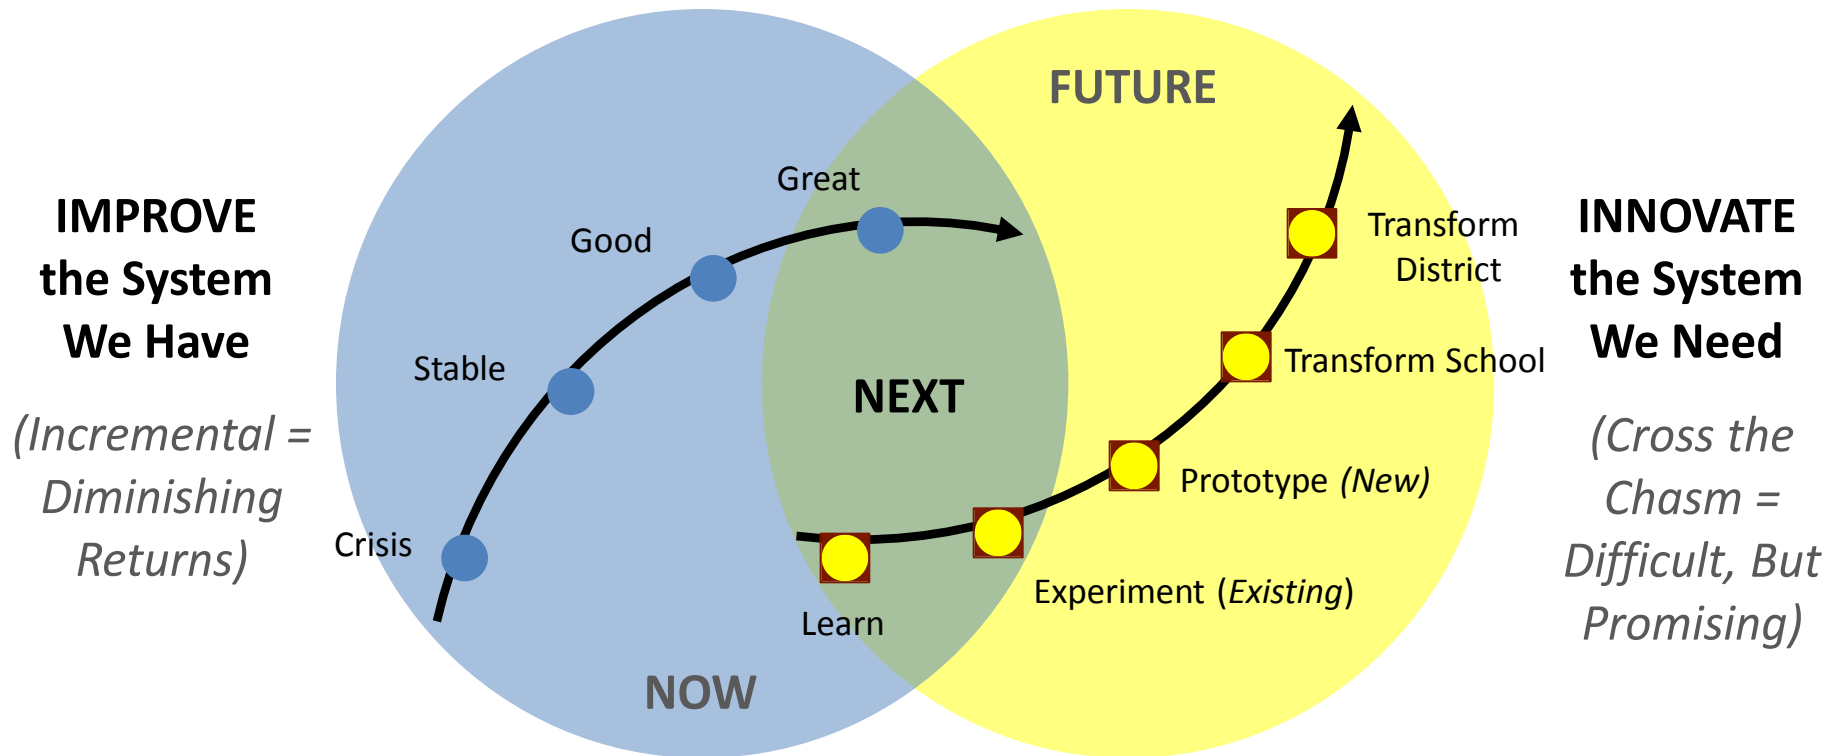 IMPROVE
the System
We Have
(Incremental =
Diminishing
Returns)
NOW
Crisis
Stable
Good
Great
NEXT
FUTURE
Learn
Experiment (Existing)
Prototype (New)
Transform School
Transform
District
INNOVATE
the System
We Need
(Cross the
Chasm =
Difficult, But
Promising)